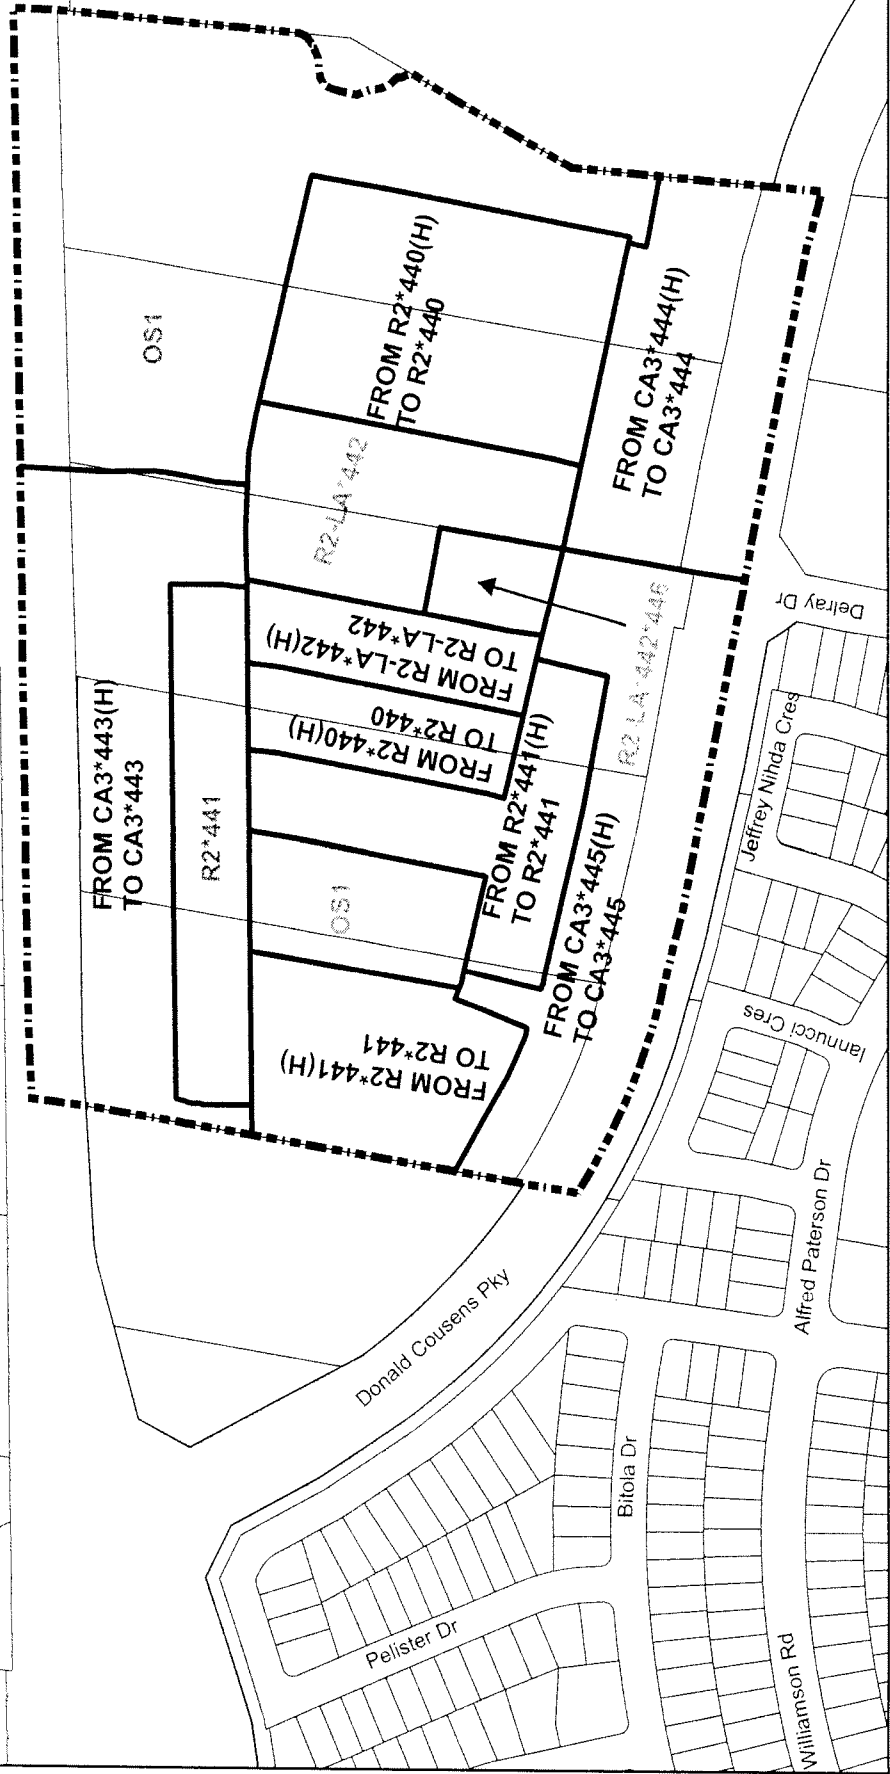 OS1
FROM R2*440(H)
TO R2*440
R2-LA*442
FROM CA3*444(H)
TO CA3*444
FROM R2-LA*442(H)
TO R2-LA*442
R2-LA*442*446
FROM R2*440(H)
TO R2*440
FROM CA3*443(H)
TO CA3*443
R2*441
FROM R2*441(H)
TO R2*441
OS1
FROM CA3*445(H)
TO CA3*445
FROM R2*441(H)
TO R2*441
Delray Dr
Jeffrey Nihda Cres
Iannucci Cres
Alfred Paterson Dr
Donald Cousens Pky
Bitola Dr
Pelister Dr
Williamson Rd